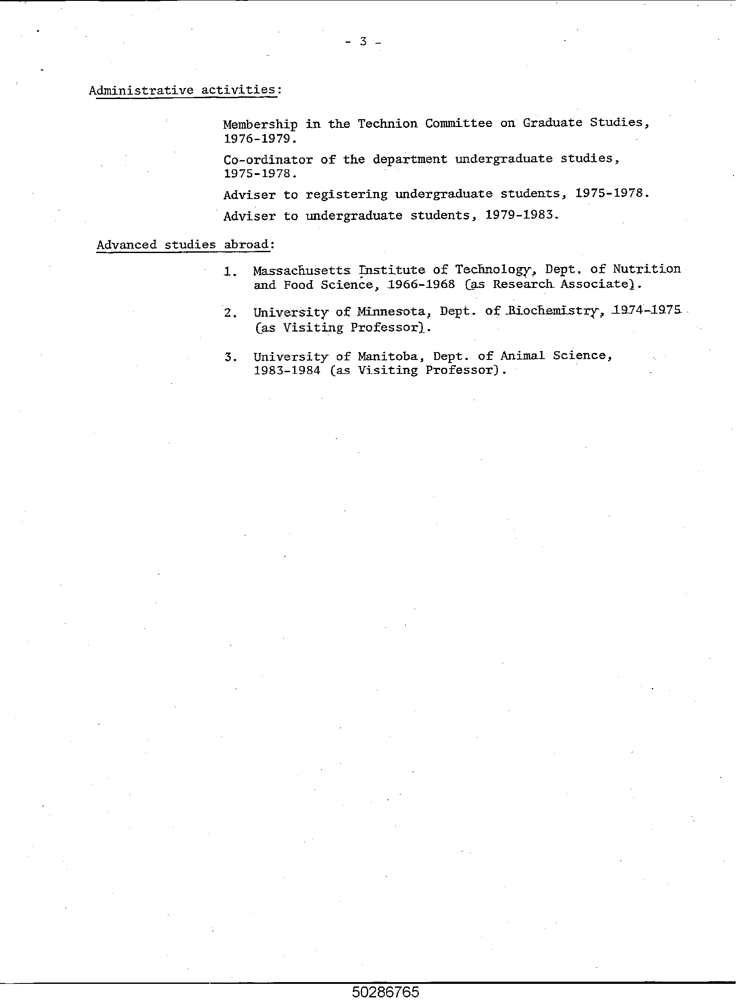 - 3 -
Administrative activities:
Membership in the Technion Committee on Graduate Studies,
1976-1979.
Co-ordinator of the department undergraduate studies,
1975-1978.
Adviser to registering undergraduate students, 1975-1978.
Adviser to undergraduate students, 1979-1983.
Advanced studies abroad:
1. Massachusetts Institute of Technology, Dept. of Nutrition
and Food Science, 1966-1968 (as Research Associate).
2. University of Minnesota, Dept. of Biochemistry, 1974-1975
(as Visiting Professor).
3. University of Manitoba, Dept. of Animal Science,
1983-1984 (as Visiting Professor).
50286765